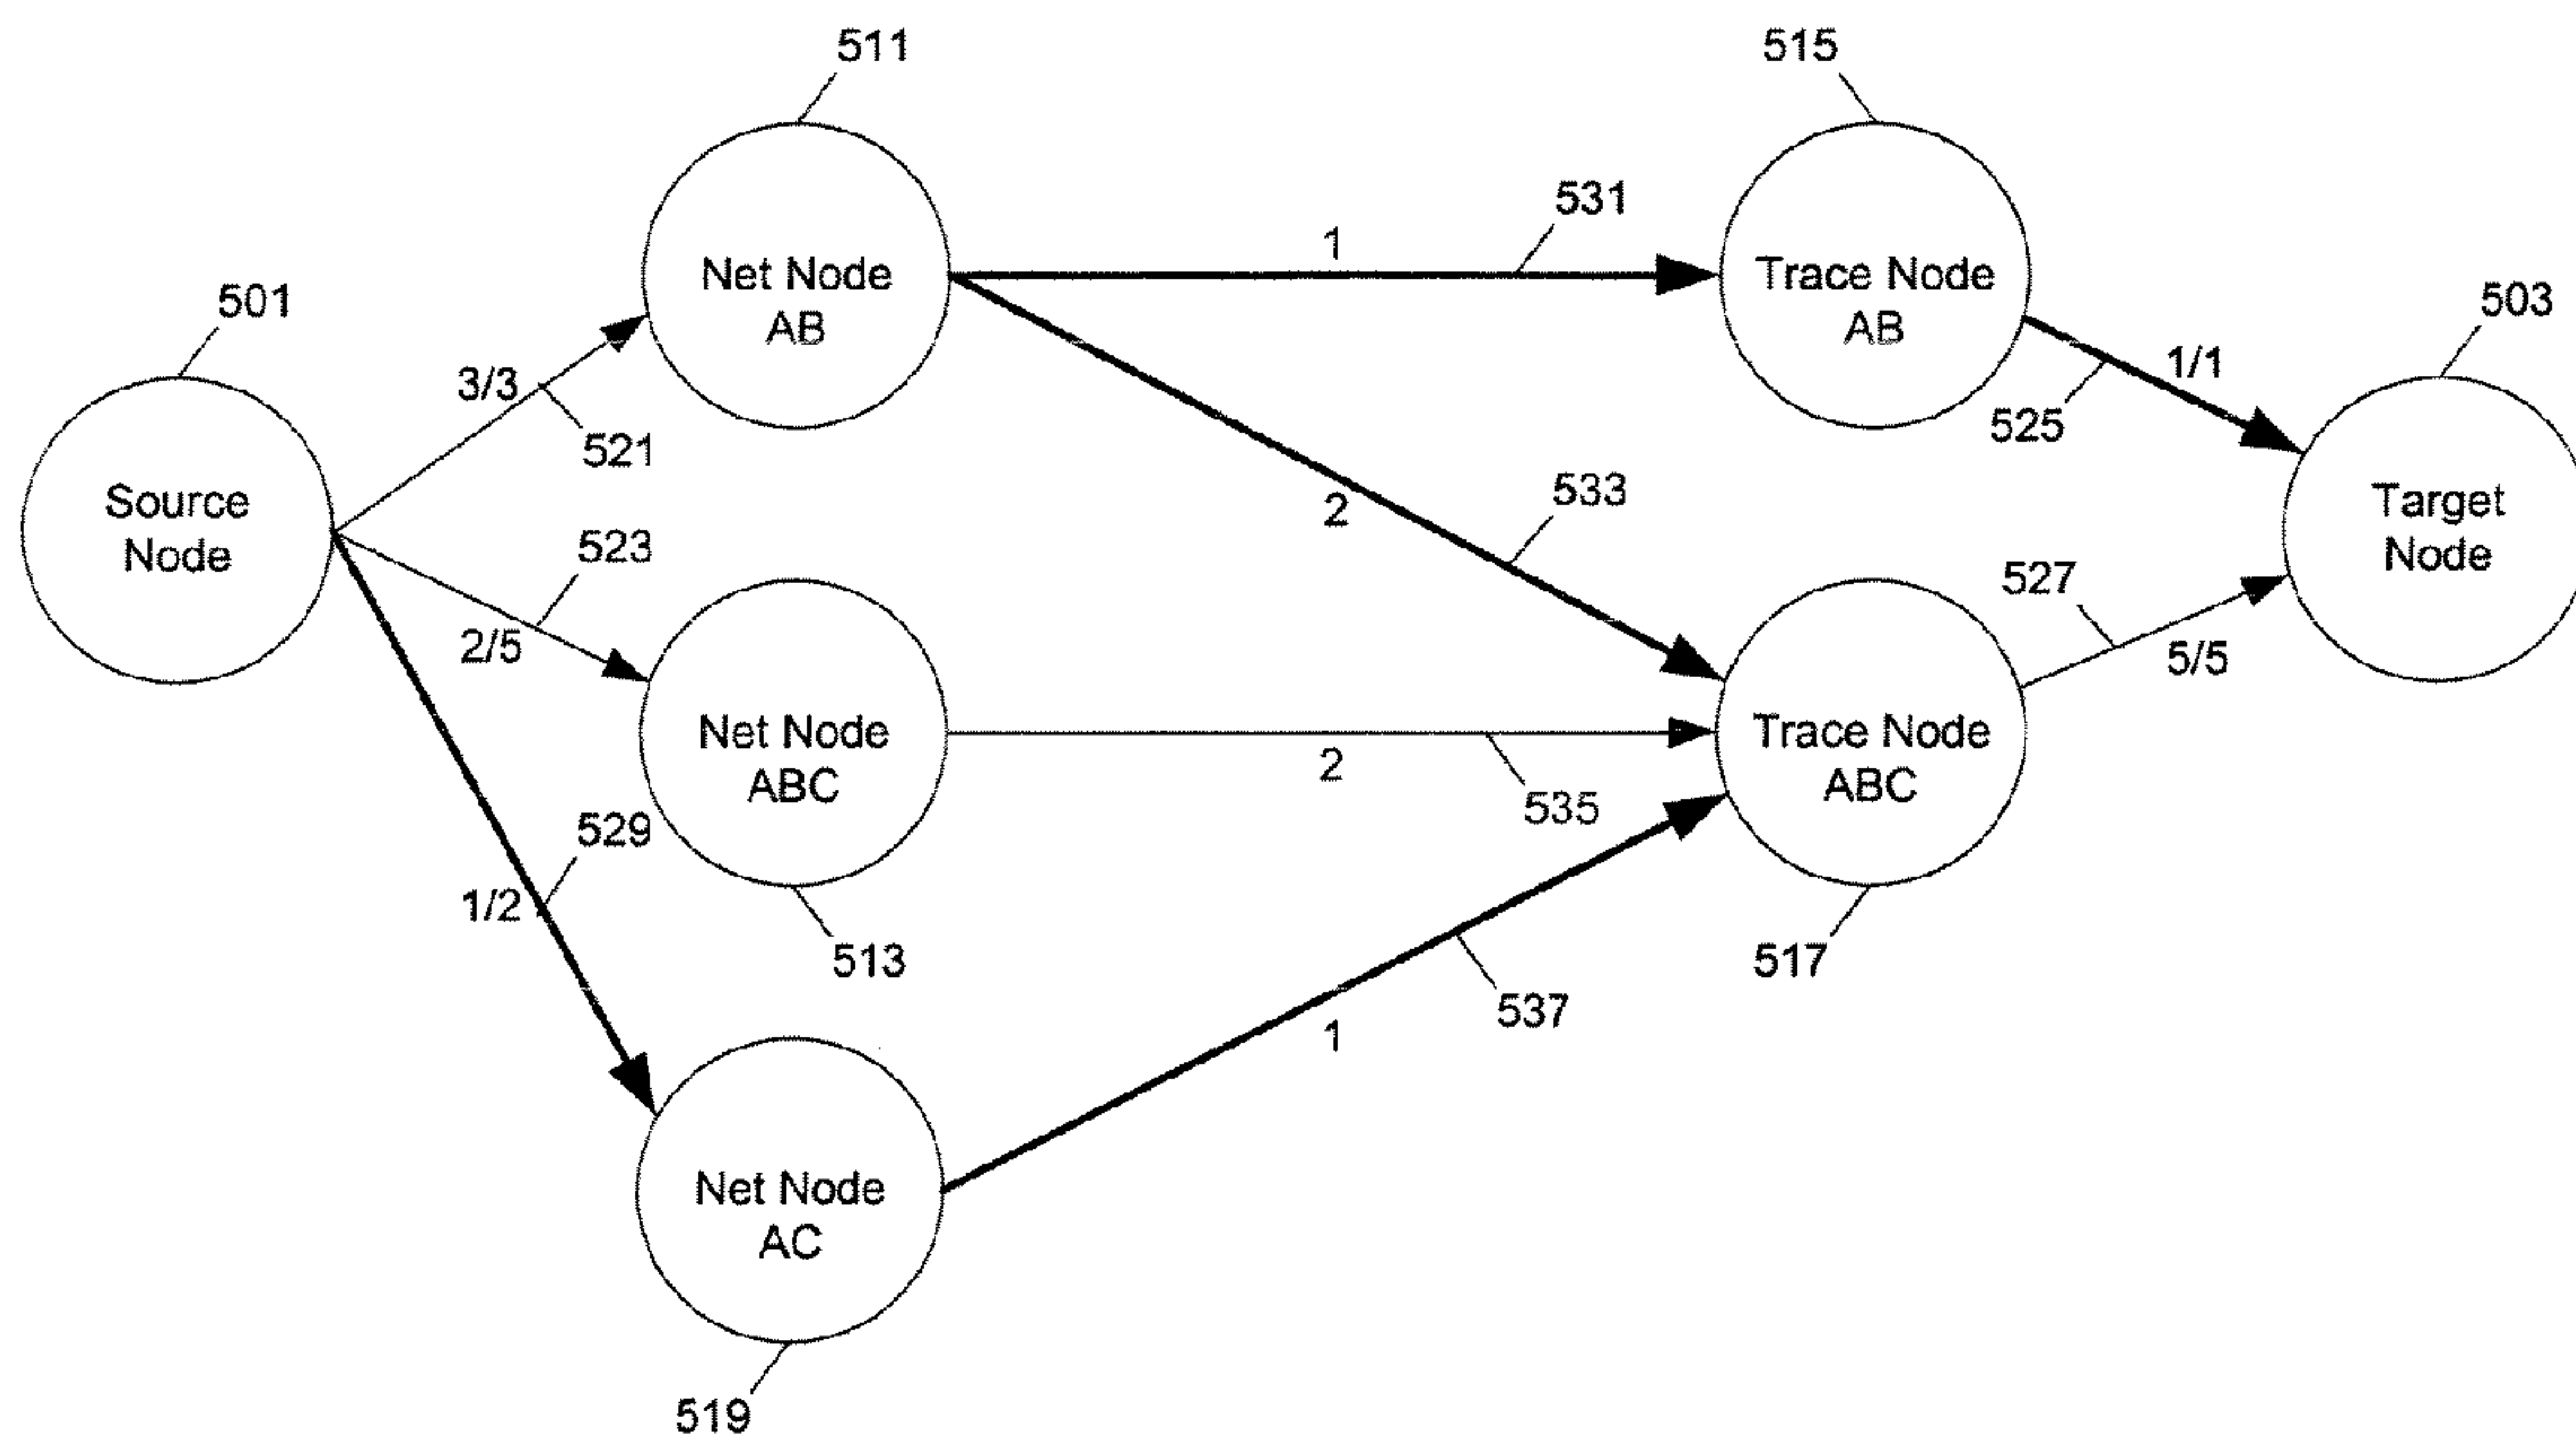 511
515
531
1
Net Node
AB
Trace Node
AB
501
503
3/3
521
1/1
525
Source
Node
523
2/5
2
533
Target
Node
527
5/5
Net Node
ABC
2
535
Trace Node
ABC
529
1/2
513
517
537
1
Net Node
AC
519